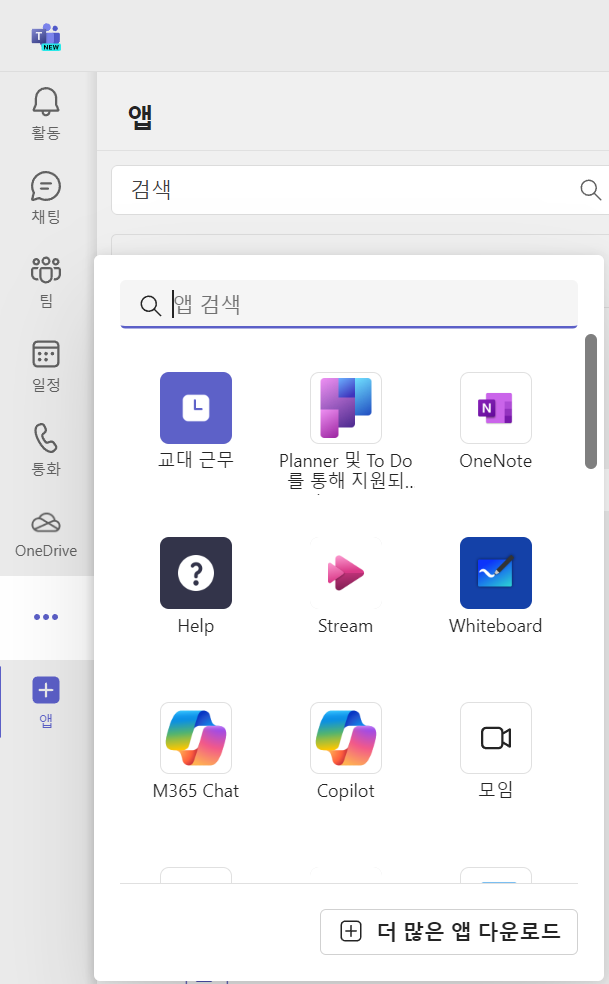 T
NEW
활동
채팅
팀
일정
통화
OneDrive
앱
앱
검색
앱 검색
교대 근무
Planner 및 To Do
를 통해 지원되..
N
OneNote
?
Help
Stream
Whiteboard
M365 Chat
Copilot
모임
더 많은 앱 다운로드